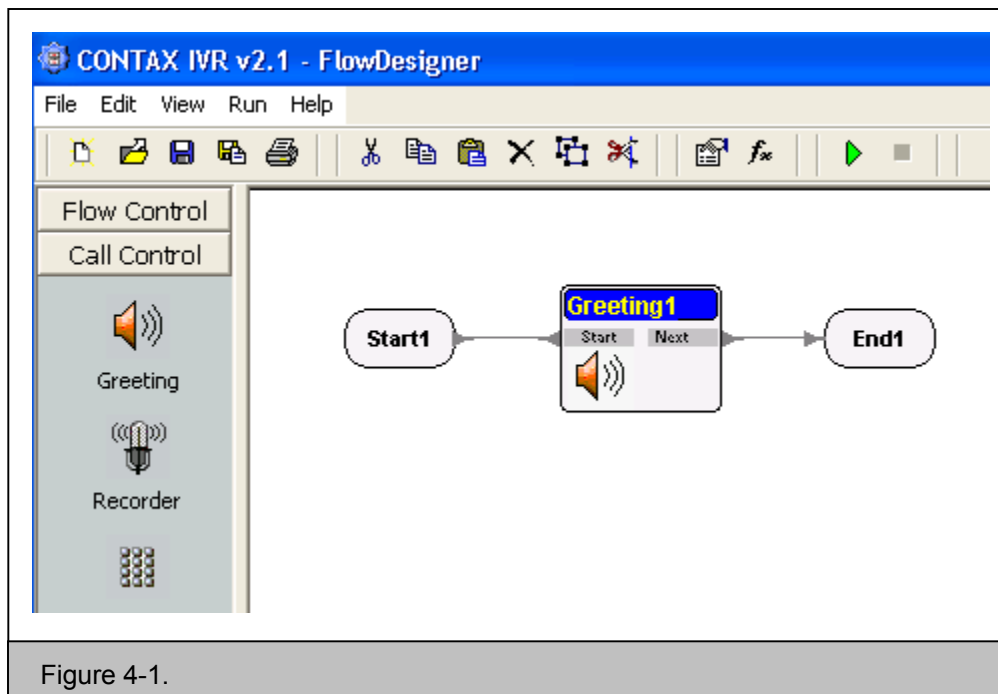 CONTAX IVR v2.1 - FlowDesigner
File Edit View Run Help
fx
Flow Control
Call Control
Greeting
Recorder
Start1
Greeting1
Start Next
End1
Figure 4-1.